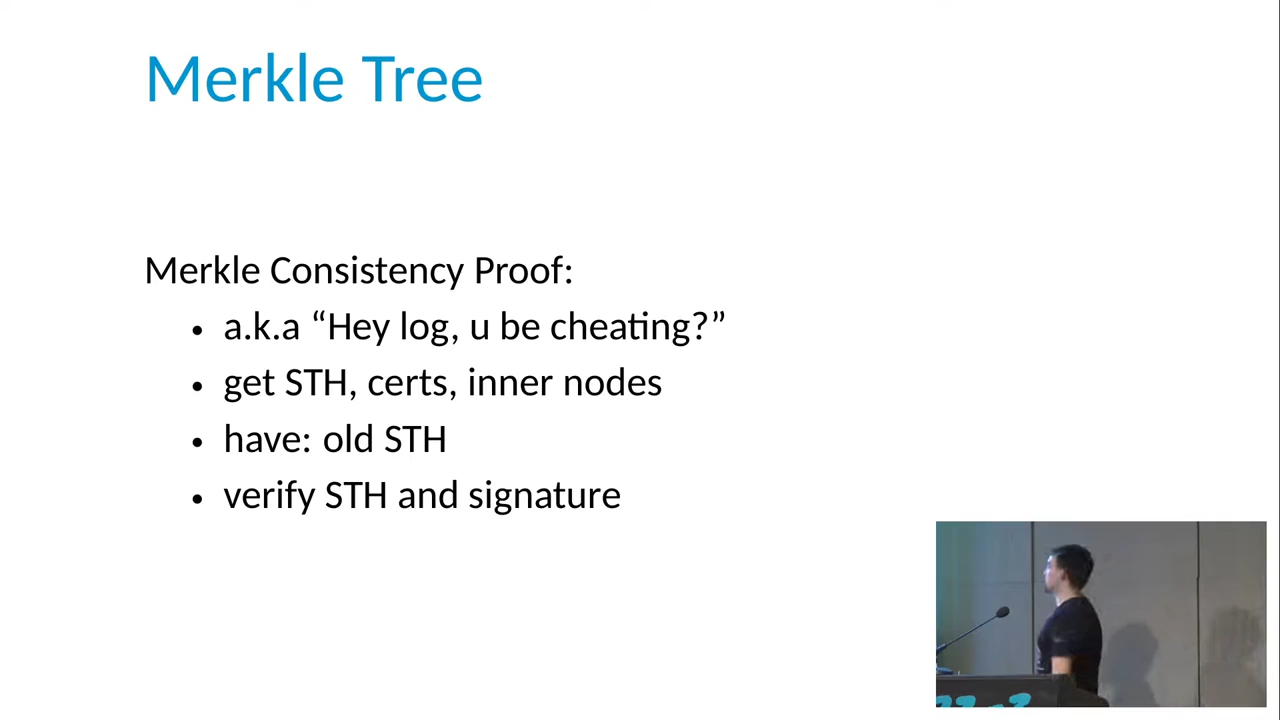 Merkle Tree
Merkle Consistency Proof:
• a.k.a “Hey log, u be cheating?”
• get STH, certs, inner nodes
• have: old STH
• verify STH and signature